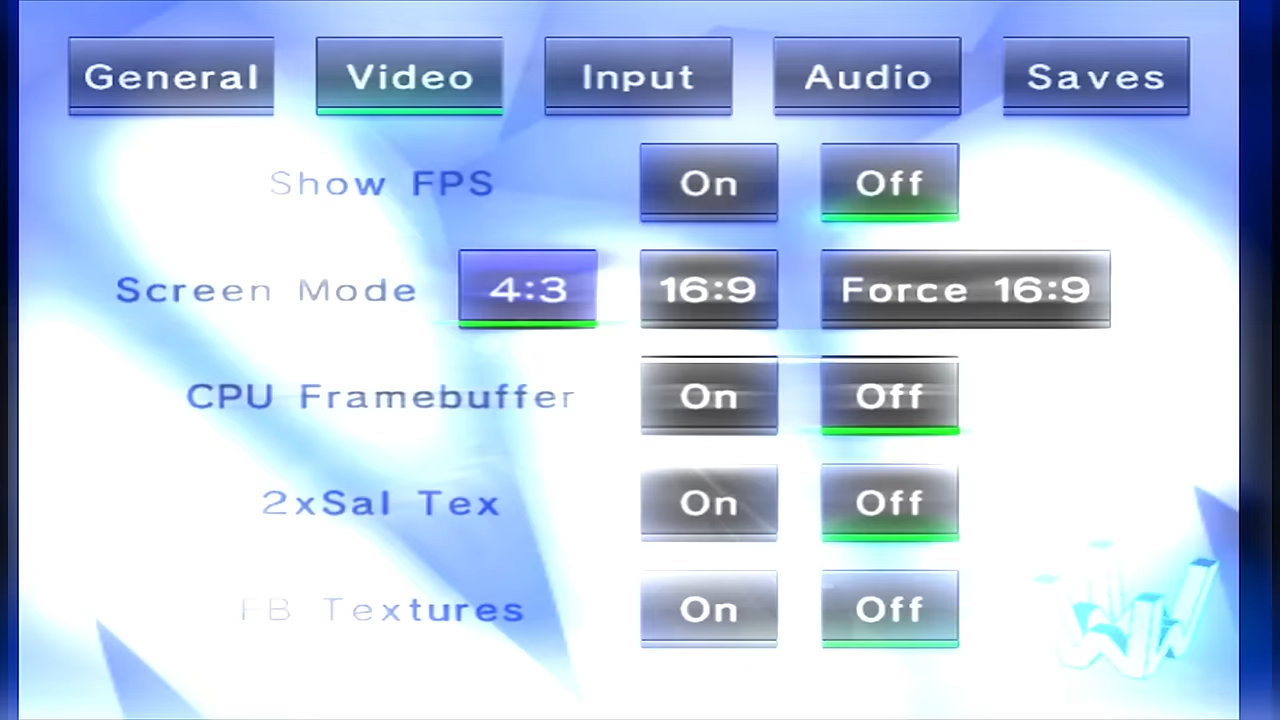 General Video Input Audio Saves
Show FPS On Off
Screen Mode 4:3 16:9 Force 16:9
CPU Framebuffer On Off
2xSaI Tex On Off
FB Textures On Off